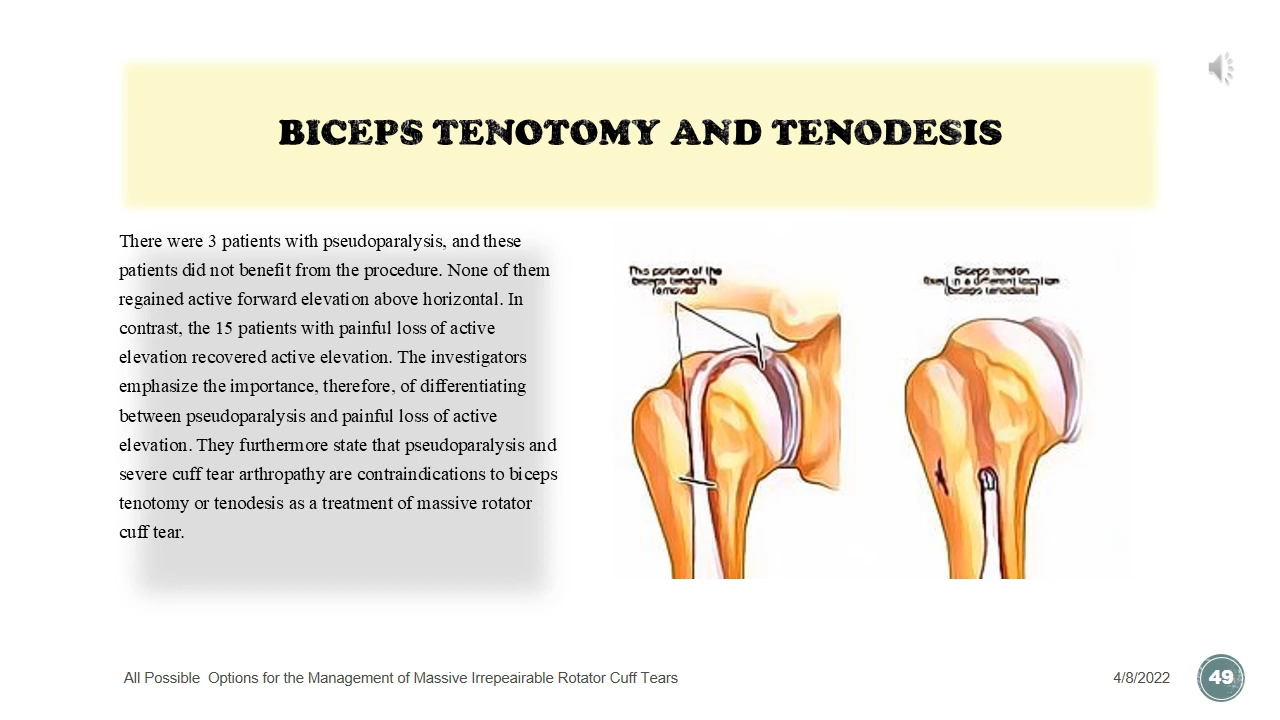 BICEPS TENOTOMY AND TENODESIS
There were 3 patients with pseudoparalysis, and these
patients did not benefit from the procedure. None of them
regained active forward elevation above horizontal. In
contrast, the 15 patients with painful loss of active
elevation recovered active elevation. The investigators
emphasize the importance, therefore, of differentiating
between pseudoparalysis and painful loss of active
elevation. They furthermore state that pseudoparalysis and
severe cuff tear arthropathy are contraindications to biceps
tenotomy or tenodesis as a treatment of massive rotator
cuff tear.
This portion of the
biceps tendon is
removed
Biceps tendon
fixed in a different location
(biceps tenodesis)
All Possible Options for the Management of Massive Irrepeairable Rotator Cuff Tears
4/8/2022
49